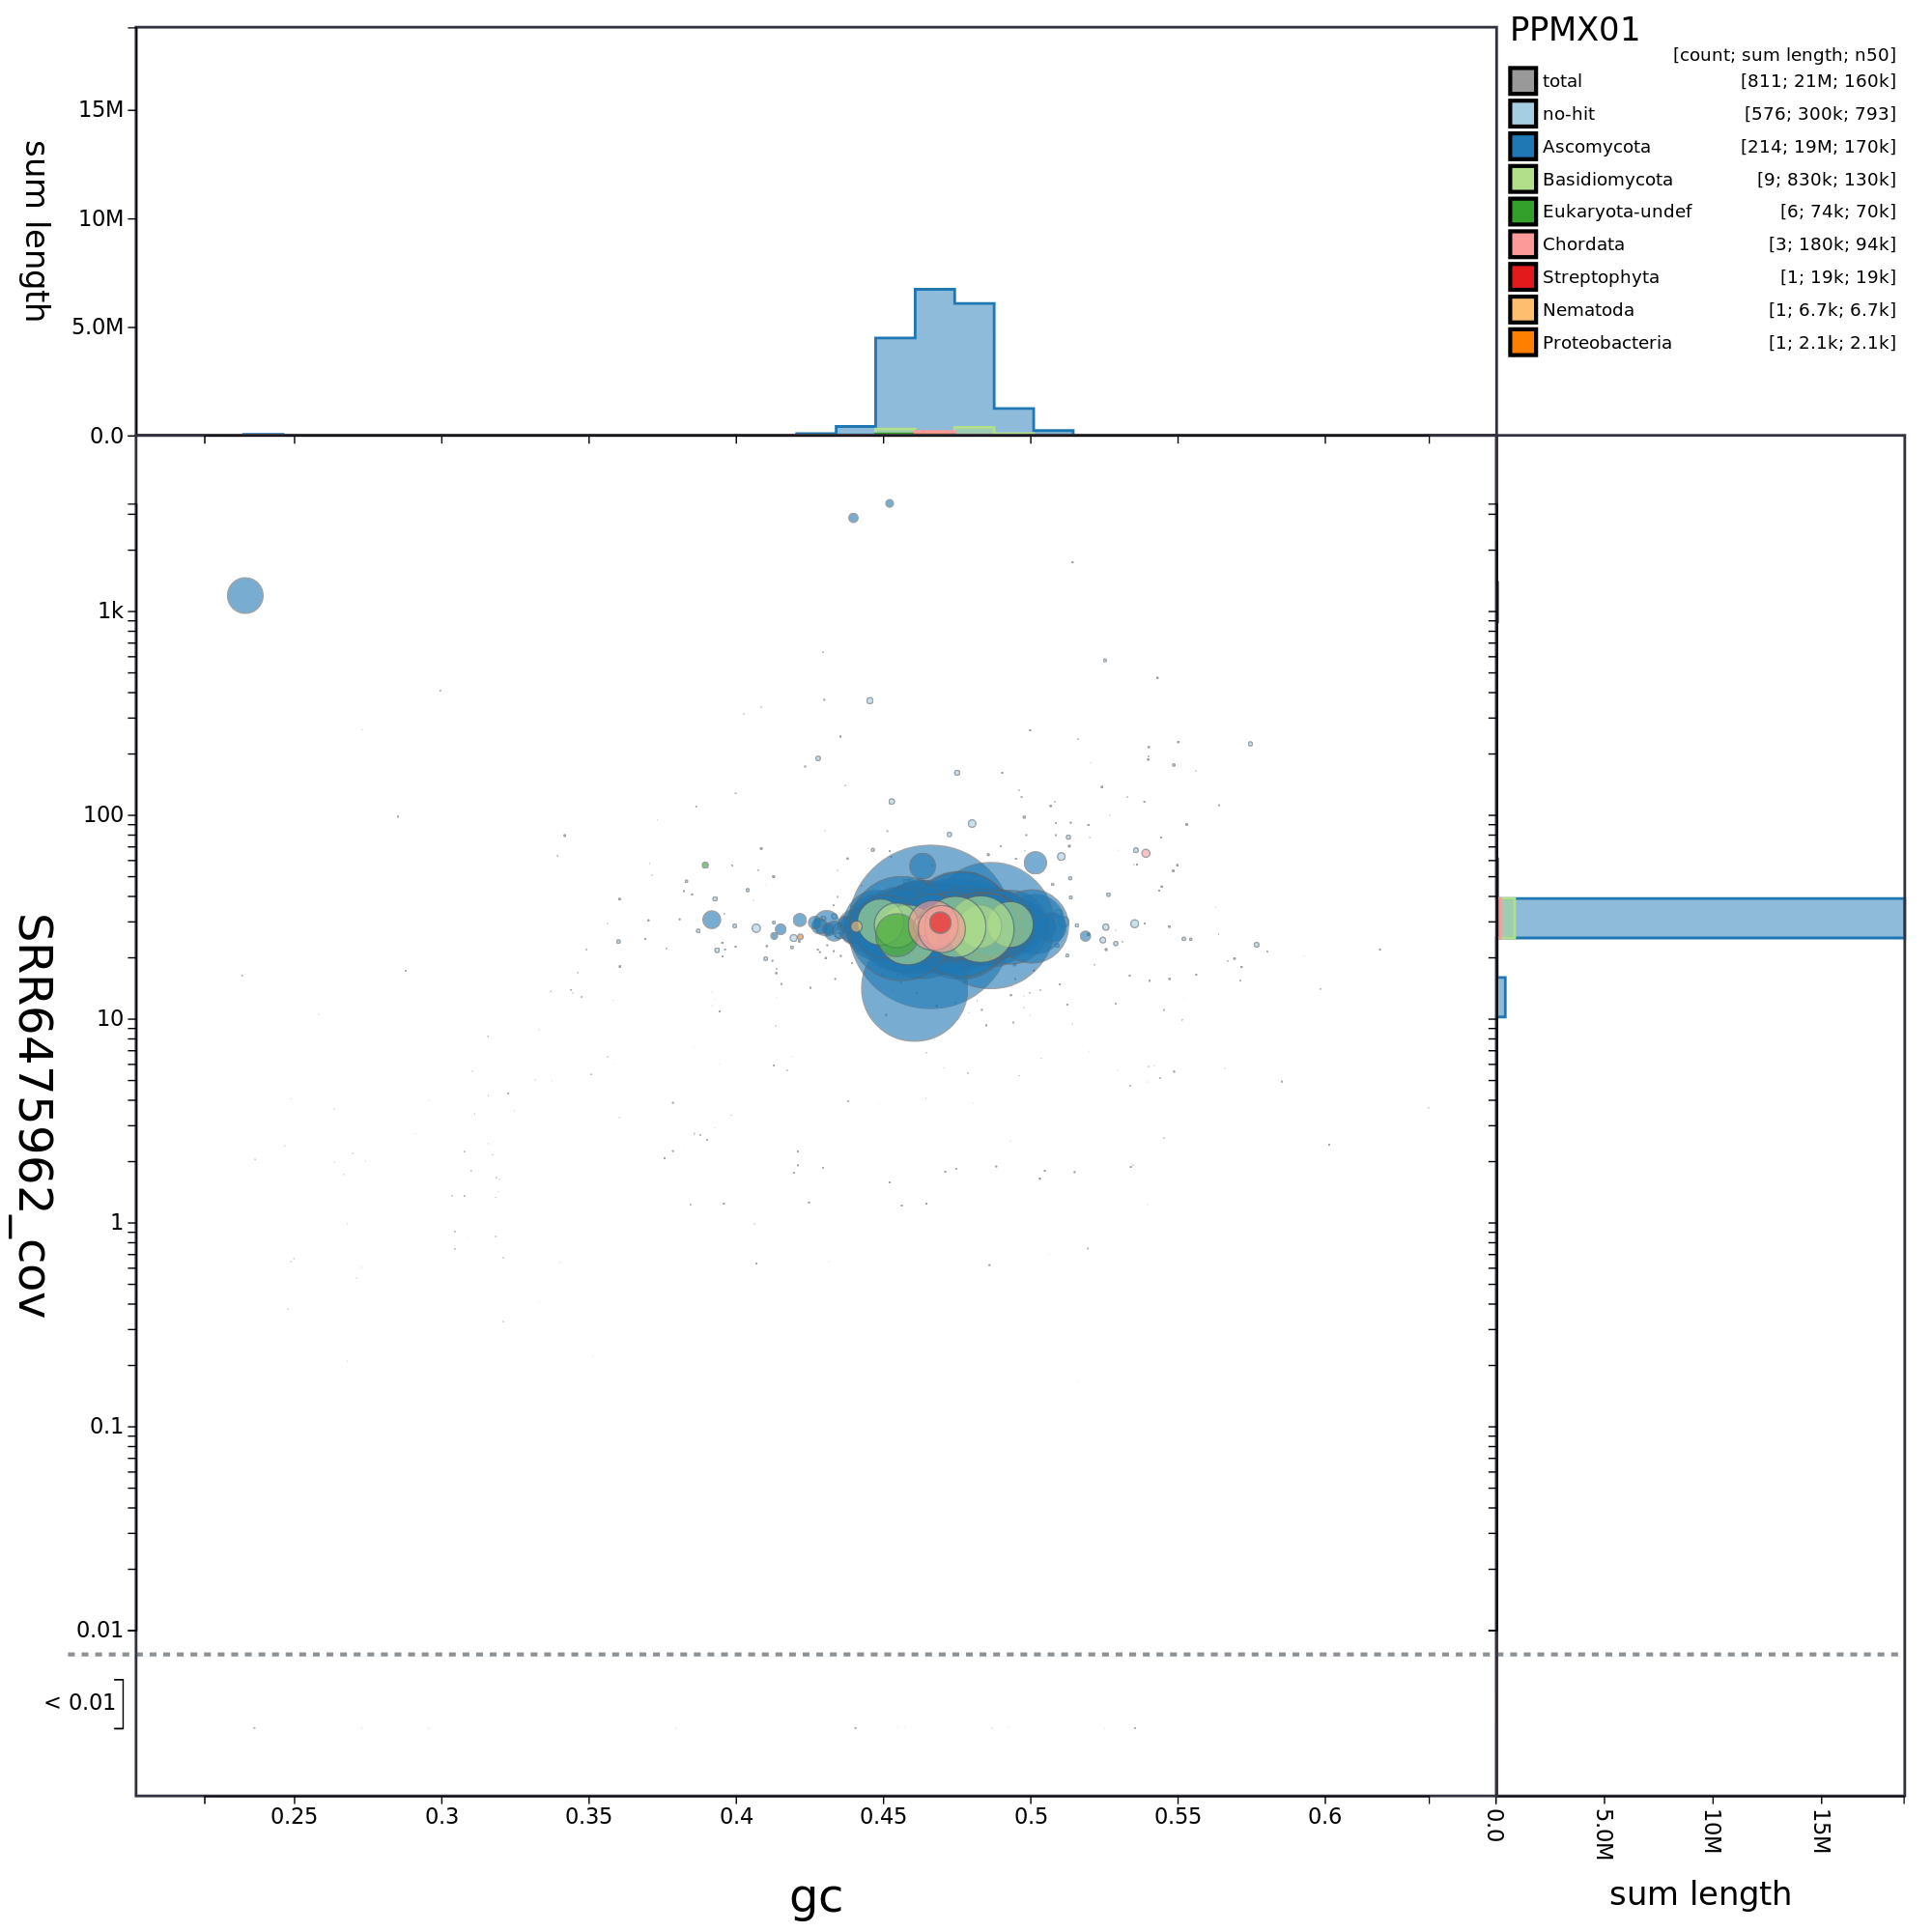 PPMX01
[count; sum length; n50]
total [811; 21M; 160k]
no-hit [576; 300k; 793]
Ascomycota [214; 19M; 170k]
Basidiomycota [9; 830k; 130k]
Eukaryota-undef [6; 74k; 70k]
Chordata [3; 180k; 94k]
Streptophyta [1; 19k; 19k]
Nematoda [1; 6.7k; 6.7k]
Proteobacteria [1; 2.1k; 2.1k]
sum length
15M
10M
5.0M
0.0
SRR6475962_cov
1k
100
10
1
0.1
0.01
< 0.01
0.25 0.3 0.35 0.4 0.45 0.5 0.55 0.6
gc
0.0 5.0M 10M 15M
sum length